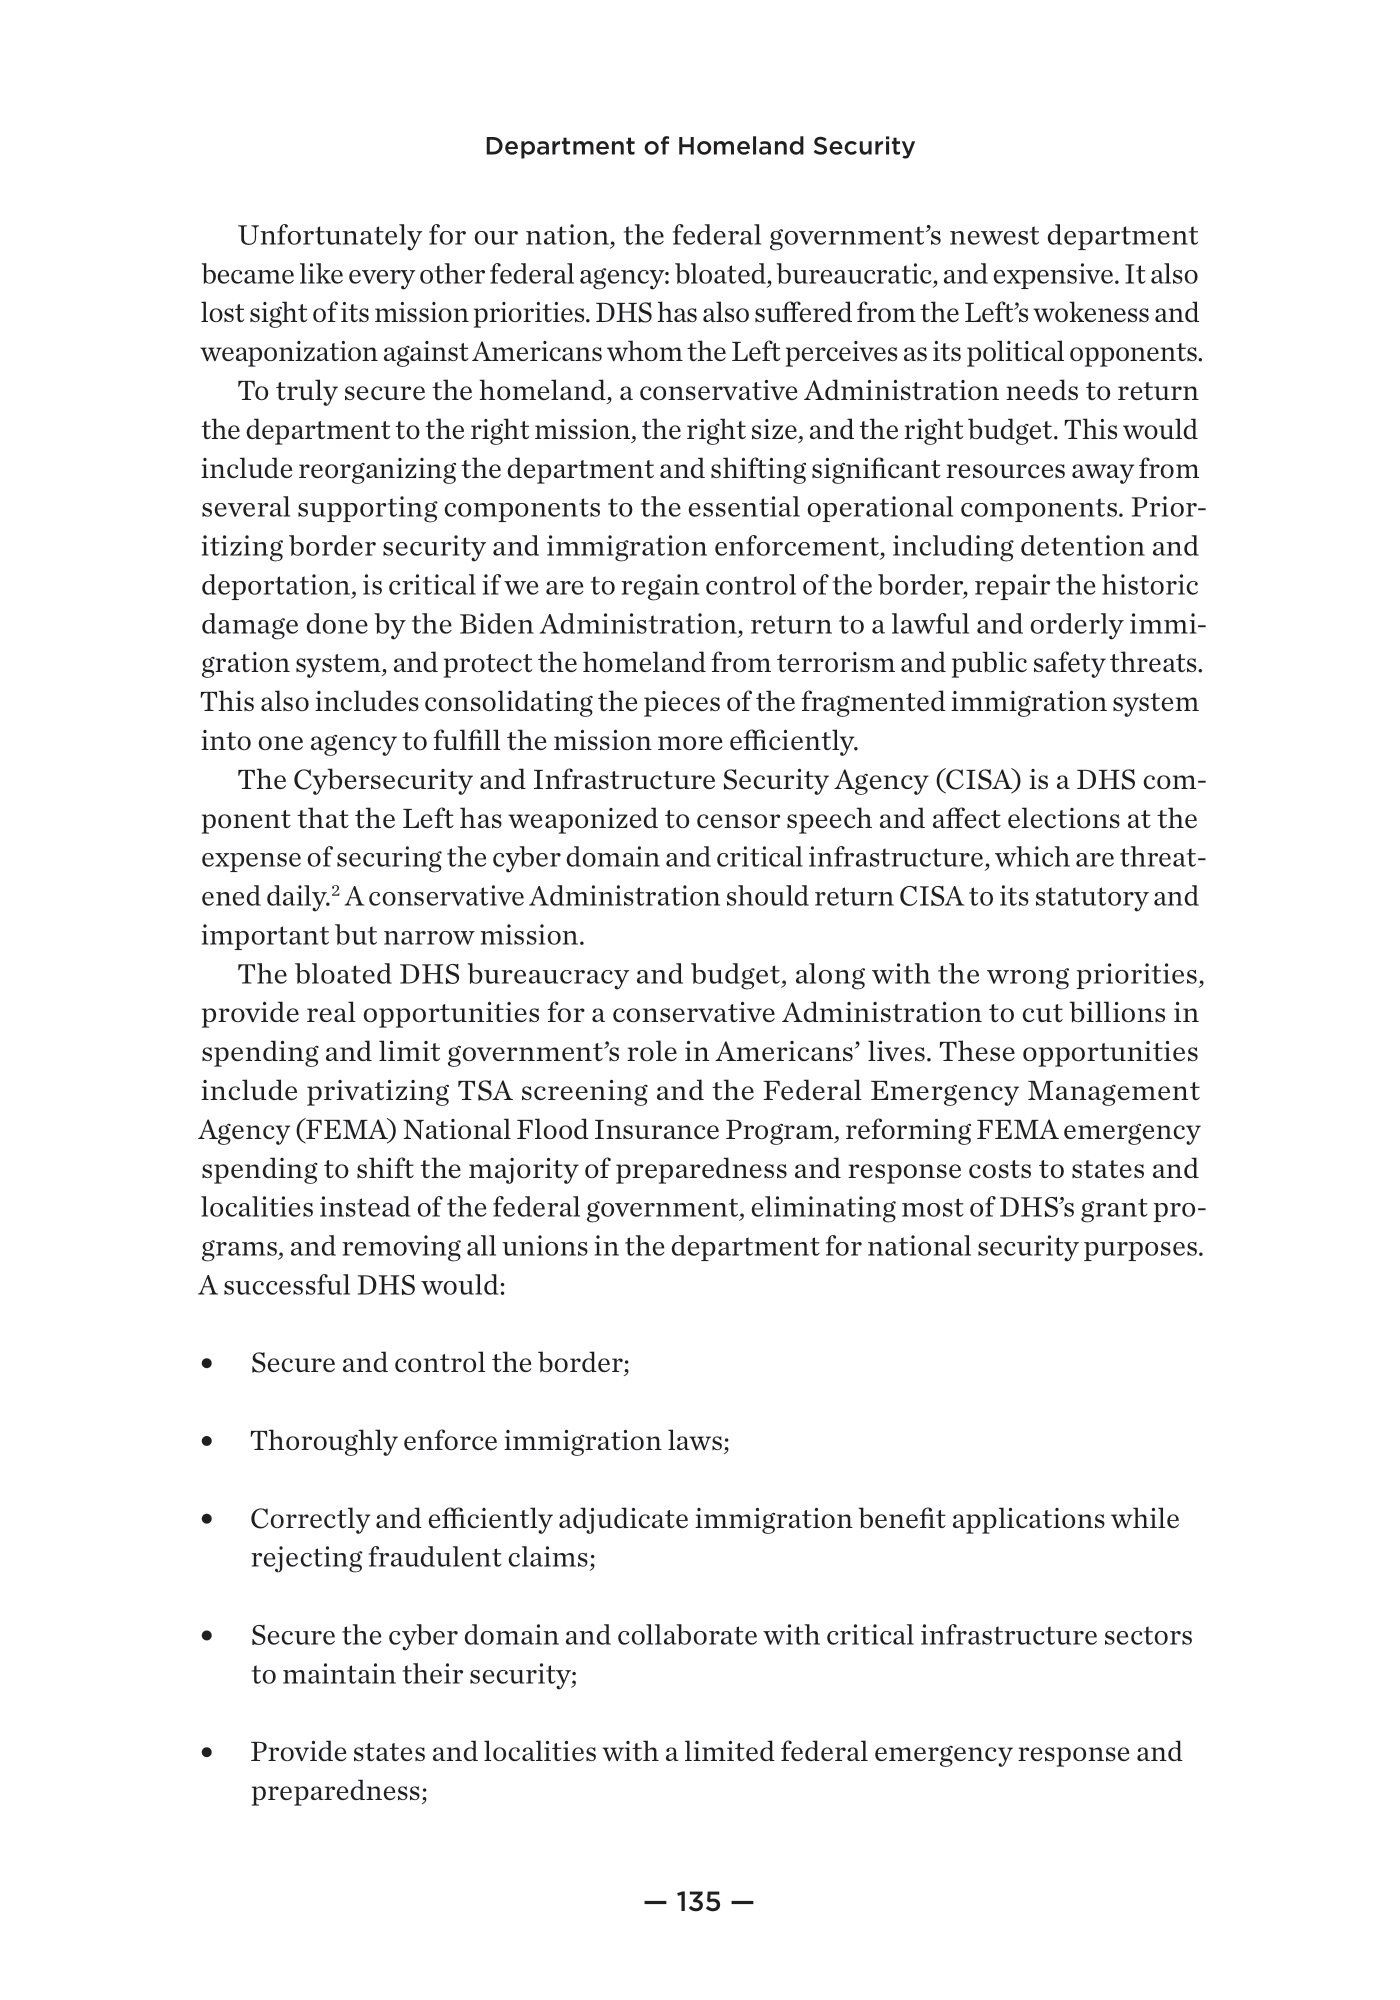 Department of Homeland Security
Unfortunately for our nation, the federal government’s newest department
became like every other federal agency: bloated, bureaucratic, and expensive. It also
lost sight of its mission priorities. DHS has also suffered from the Left’s wokeness and
weaponization against Americans whom the Left perceives as its political opponents.
To truly secure the homeland, a conservative Administration needs to return
the department to the right mission, the right size, and the right budget. This would
include reorganizing the department and shifting significant resources away from
several supporting components to the essential operational components. Prior-
itizing border security and immigration enforcement, including detention and
deportation, is critical if we are to regain control of the border, repair the historic
damage done by the Biden Administration, return to a lawful and orderly immi-
gration system, and protect the homeland from terrorism and public safety threats.
This also includes consolidating the pieces of the fragmented immigration system
into one agency to fulfill the mission more efficiently.
The Cybersecurity and Infrastructure Security Agency (CISA) is a DHS com-
ponent that the Left has weaponized to censor speech and affect elections at the
expense of securing the cyber domain and critical infrastructure, which are threat-
ened daily.² A conservative Administration should return CISA to its statutory and
important but narrow mission.
The bloated DHS bureaucracy and budget, along with the wrong priorities,
provide real opportunities for a conservative Administration to cut billions in
spending and limit government’s role in Americans’ lives. These opportunities
include privatizing TSA screening and the Federal Emergency Management
Agency (FEMA) National Flood Insurance Program, reforming FEMA emergency
spending to shift the majority of preparedness and response costs to states and
localities instead of the federal government, eliminating most of DHS’s grant pro-
grams, and removing all unions in the department for national security purposes.
A successful DHS would:
• Secure and control the border;
• Thoroughly enforce immigration laws;
• Correctly and efficiently adjudicate immigration benefit applications while
rejecting fraudulent claims;
• Secure the cyber domain and collaborate with critical infrastructure sectors
to maintain their security;
• Provide states and localities with a limited federal emergency response and
preparedness;
— 135 —